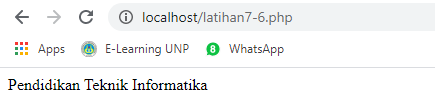 localhost/latihan7-6.php
Apps E-Learning UNP WhatsApp
Pendidikan Teknik Informatika